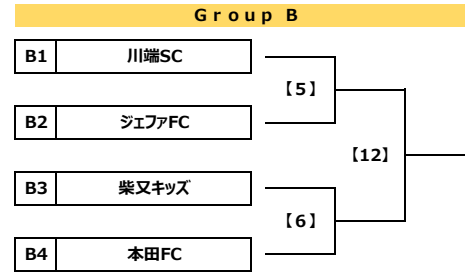 Group B
B1 川端SC
【5】
B2 ジェファFC
【12】
B3 柴又キッズ
【6】
B4 本田FC